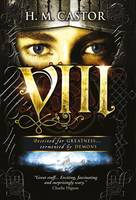 H. M. CASTOR
VIII
Destined for GREATNESS...
tormented by DEMONS
"Great stuff... Exciting, fascinating
and surprisingly scary."
Charlie Higson